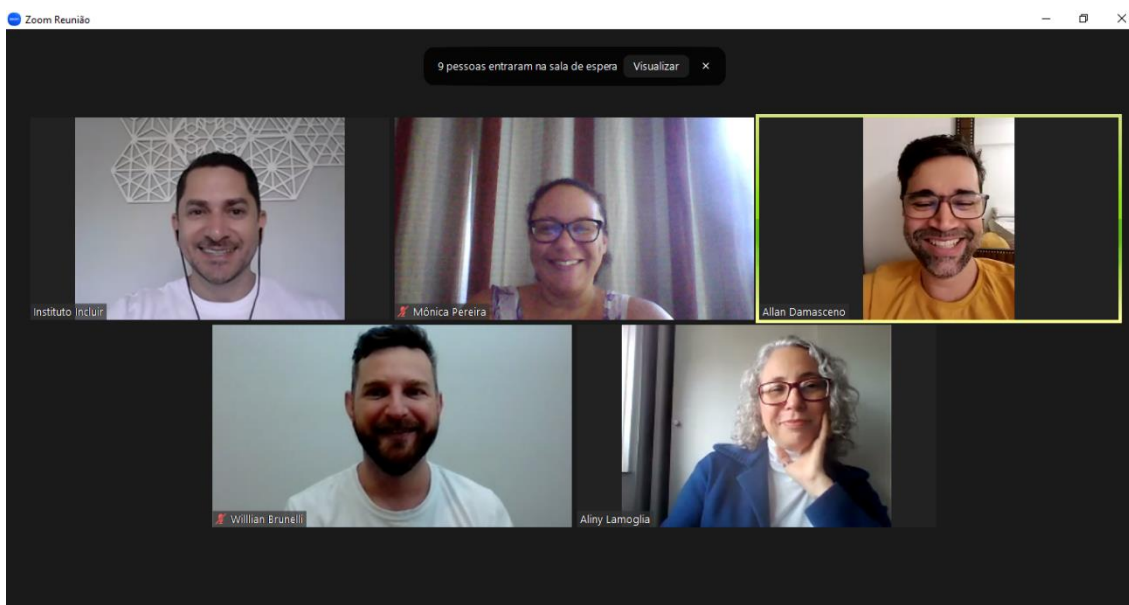 Zoom Reunião
9 pessoas entraram na sala de espera Visualizar
Instituto Incluir
Mônica Pereira
Allan Damasceno
Willlian Brunelli
Aliny Lamoglia